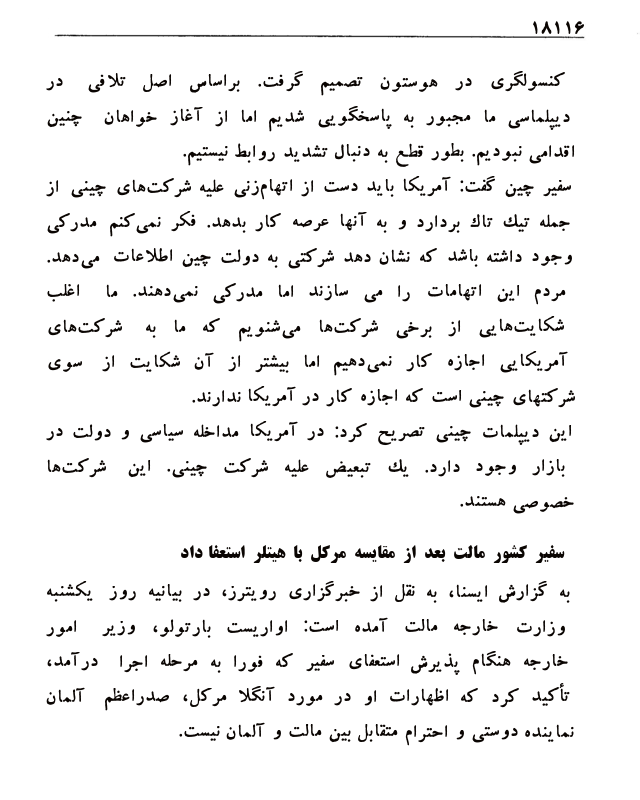 ۱۸۱۱۶
کنسولگری در هوستون تصمیم گرفت. براساس اصل تلافی در
دیپلماسی ما مجبور به پاسخگویی شدیم اما از آغاز خواهان چنین
اقدامی نبودیم. بطور قطع به دنبال تشدید روابط نیستیم.
سفیر چین گفت: آمریکا باید دست از اتهام‌زنی علیه شرکت‌های چینی از
جمله تیك تاك بردارد و به آنها عرصه کار بدهد. فکر نمی‌کنم مدرکی
وجود داشته باشد که نشان دهد شرکتی به دولت چین اطلاعات می‌دهد.
مردم این اتهامات را می سازند اما مدرکی نمی‌دهند. ما اغلب
شکایت‌هایی از برخی شرکت‌ها می‌شنویم که ما به شرکت‌های
آمریکایی اجازه کار نمی‌دهیم اما بیشتر از آن شکایت از سوی
شرکتهای چینی است که اجازه کار در آمریکا ندارند.
این دیپلمات چینی تصریح کرد: در آمریکا مداخله سیاسی و دولت در
بازار وجود دارد. یك تبعیض علیه شرکت چینی. این شرکت‌ها
خصوصی هستند.
سفیر کشور مالت بعد از مقایسه مرکل با هیتلر استعفا داد
به گزارش ایسنا، به نقل از خبرگزاری رویترز، در بیانیه روز یکشنبه
وزارت خارجه مالت آمده است: اواریست بارتولو، وزیر امور
خارجه هنگام پذیرش استعفای سفیر که فورا به مرحله اجرا درآمد،
تأکید کرد که اظهارات او در مورد آنگلا مرکل، صدراعظم آلمان
نماینده دوستی و احترام متقابل بین مالت و آلمان نیست.